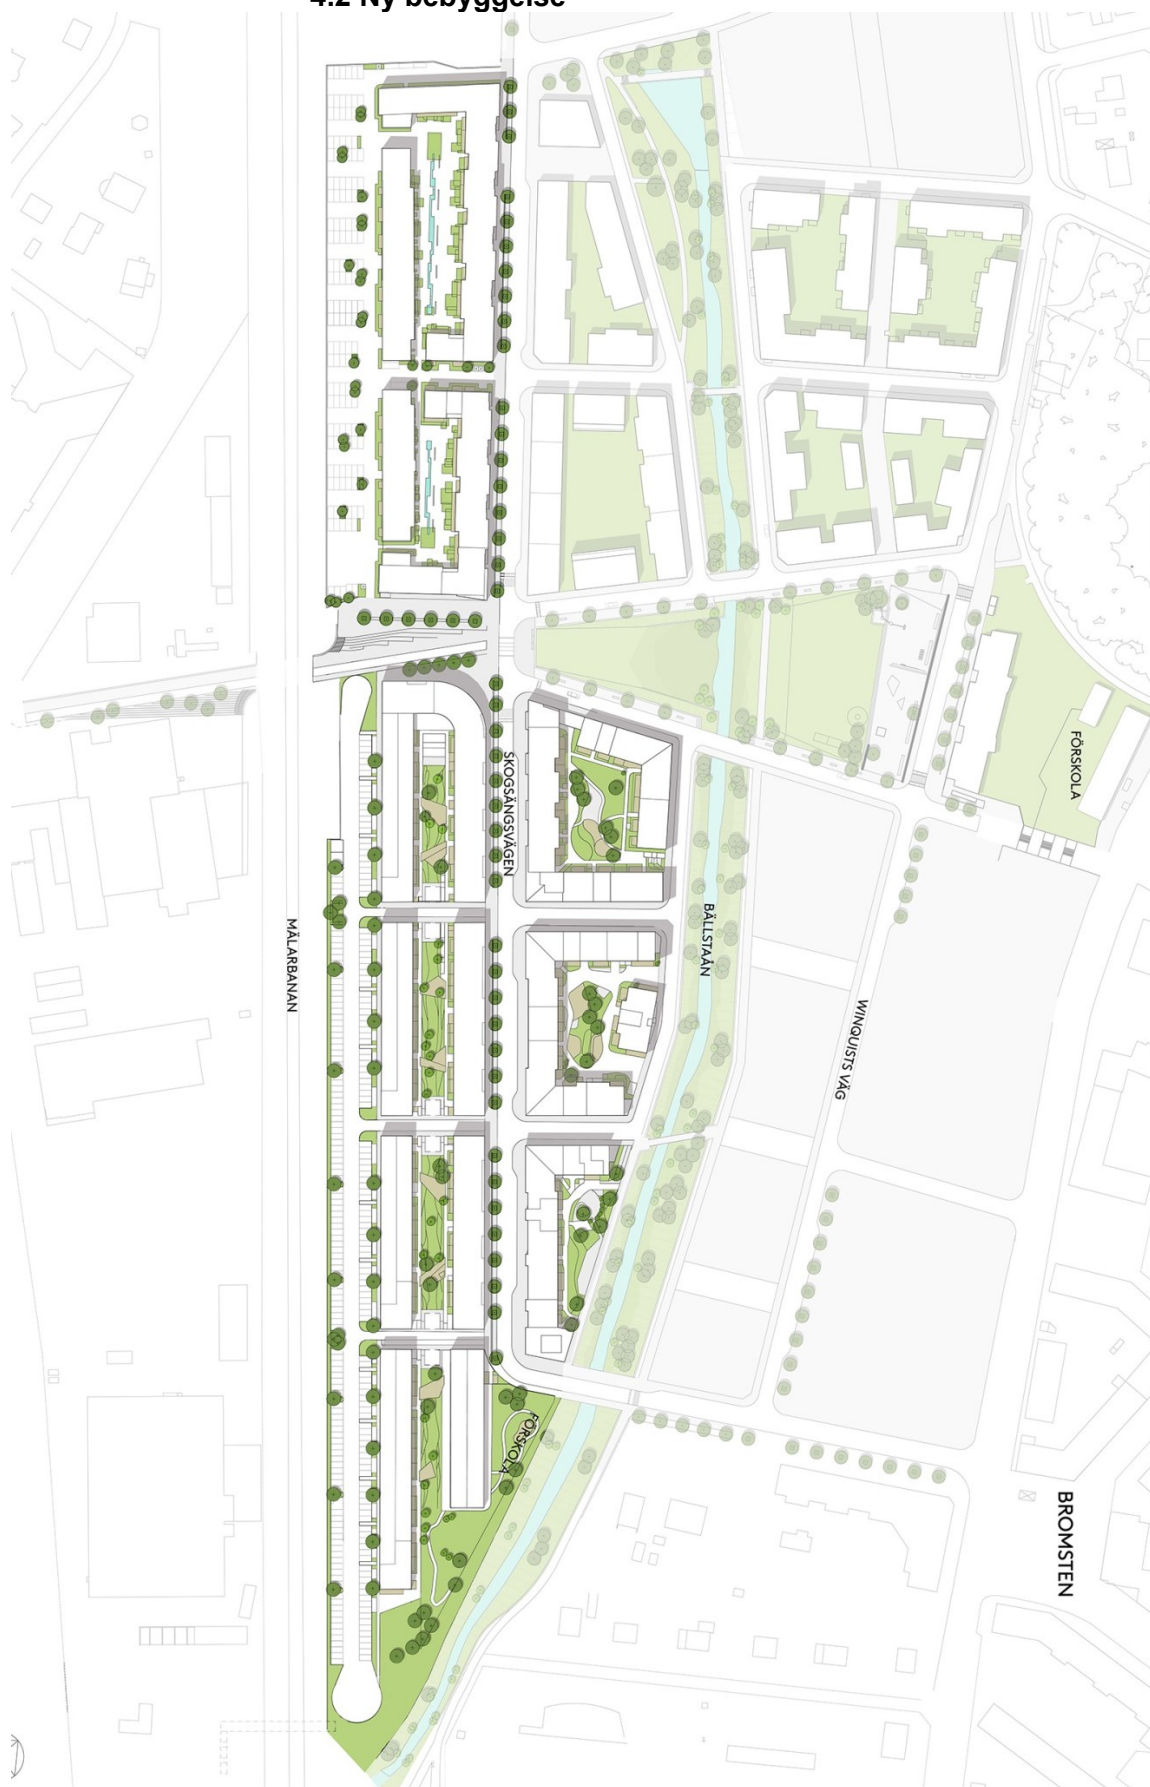 4.2 Ny bebyggelse
FÖRSKOLA
SKOGSÄNGSVÄGEN
BÄLLSTAÅN
MÄLARBANAN
WINQUISTS VÄG
FÖRSKOLA
BROMSTEN